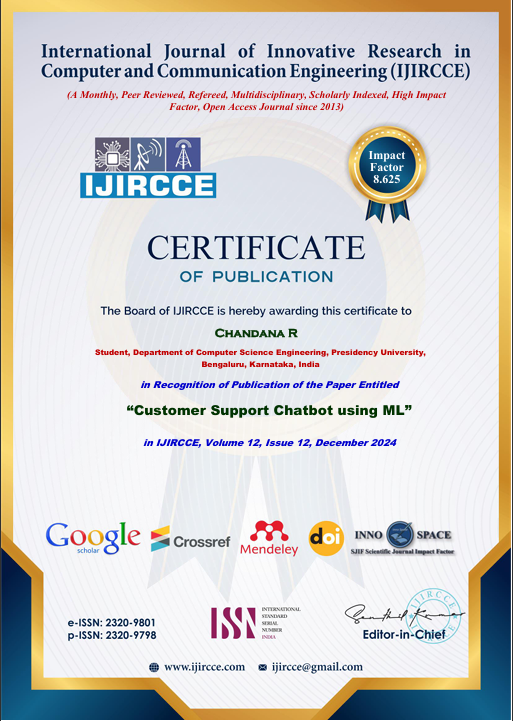 International Journal of Innovative Research in
Computer and Communication Engineering (IJIRCCE)
(A Monthly, Peer Reviewed, Refereed, Multidisciplinary, Scholarly Indexed, High Impact
Factor, Open Access Journal since 2013)
IJIRCCE
Impact
Factor
8.625
CERTIFICATE
OF PUBLICATION
The Board of IJIRCCE is hereby awarding this certificate to
CHANDANA R
Student, Department of Computer Science Engineering, Presidency University,
Bengaluru, Karnataka, India
in Recognition of Publication of the Paper Entitled
“Customer Support Chatbot using ML”
in IJIRCCE, Volume 12, Issue 12, December 2024
Google
scholar
Crossref
Mendeley
doi
INNO SPACE
SJIF Scientific Journal Impact Factor
e-ISSN: 2320-9801
p-ISSN: 2320-9798
ISSN
INTERNATIONAL
STANDARD
SERIAL
NUMBER
INDIA
IJIRCCE
Editor-in-Chief
www.ijircce.com ijircce@gmail.com